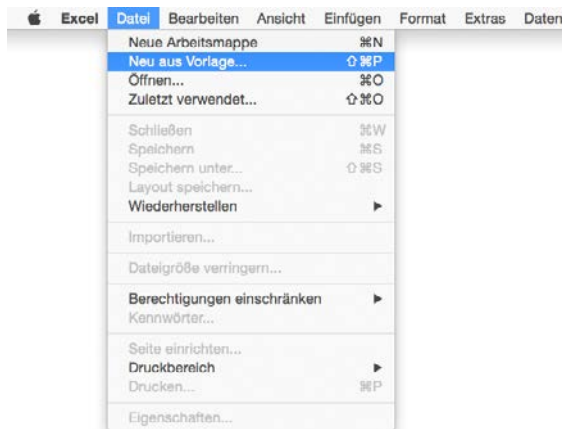 Excel Datei Bearbeiten Ansicht Einfügen Format Extras Daten
Neue Arbeitsmappe ⌘N
Neu aus Vorlage... ⇧⌘P
Öffnen... ⌘O
Zuletzt verwendet... ⇧⌘O
Schließen ⌘W
Speichern ⌘S
Speichern unter... ⇧⌘S
Layout speichern...
Wiederherstellen
Importieren...
Dateigröße verringern...
Berechtigungen einschränken
Kennwörter...
Seite einrichten...
Druckbereich
Drucken... ⌘P
Eigenschaften...